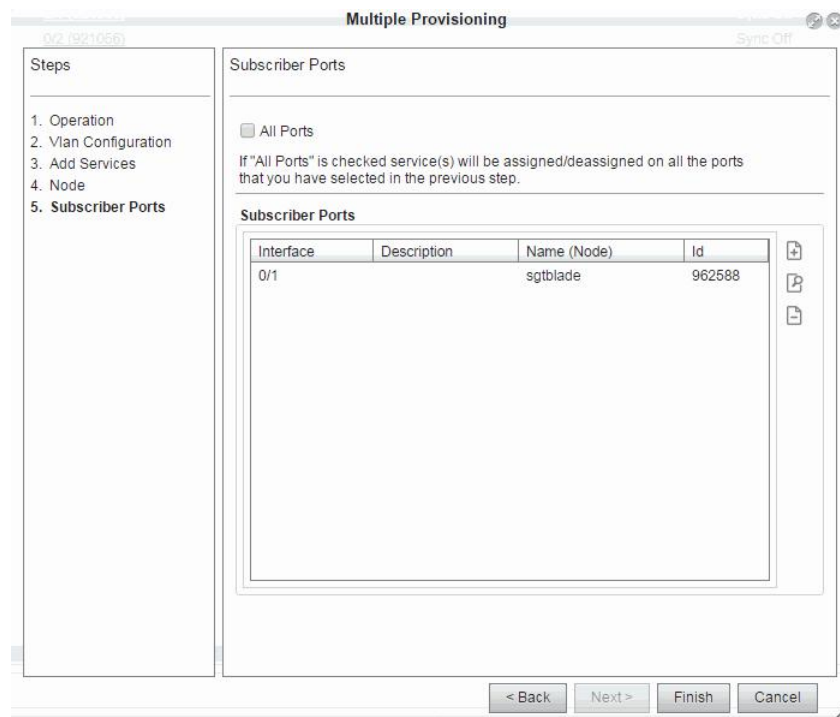 Multiple Provisioning
0/2 (921066)
Sync Off
Steps
1. Operation
2. Vlan Configuration
3. Add Services
4. Node
5. Subscriber Ports
Subscriber Ports
All Ports
If "All Ports" is checked service(s) will be assigned/deassigned on all the ports
that you have selected in the previous step.
Subscriber Ports
Interface Description Name (Node) Id
0/1 sgtblade 962588
< Back Next > Finish Cancel